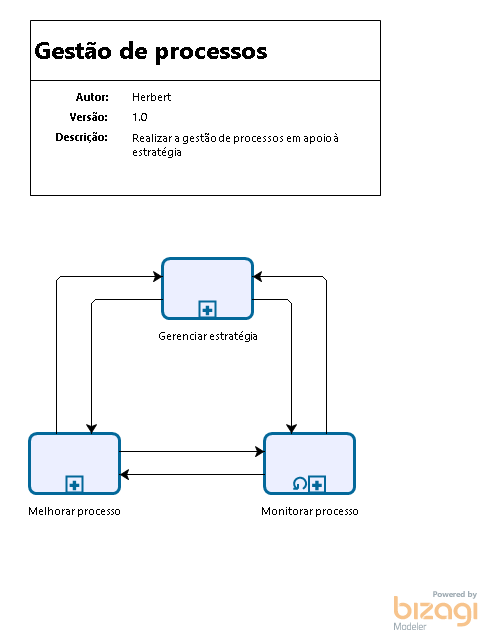 Gestão de processos
Autor: Herbert
Versão: 1.0
Descrição: Realizar a gestão de processos em apoio à
estratégia
Gerenciar estratégia
Melhorar processo
Monitorar processo
Powered by
bizagi
Modeler